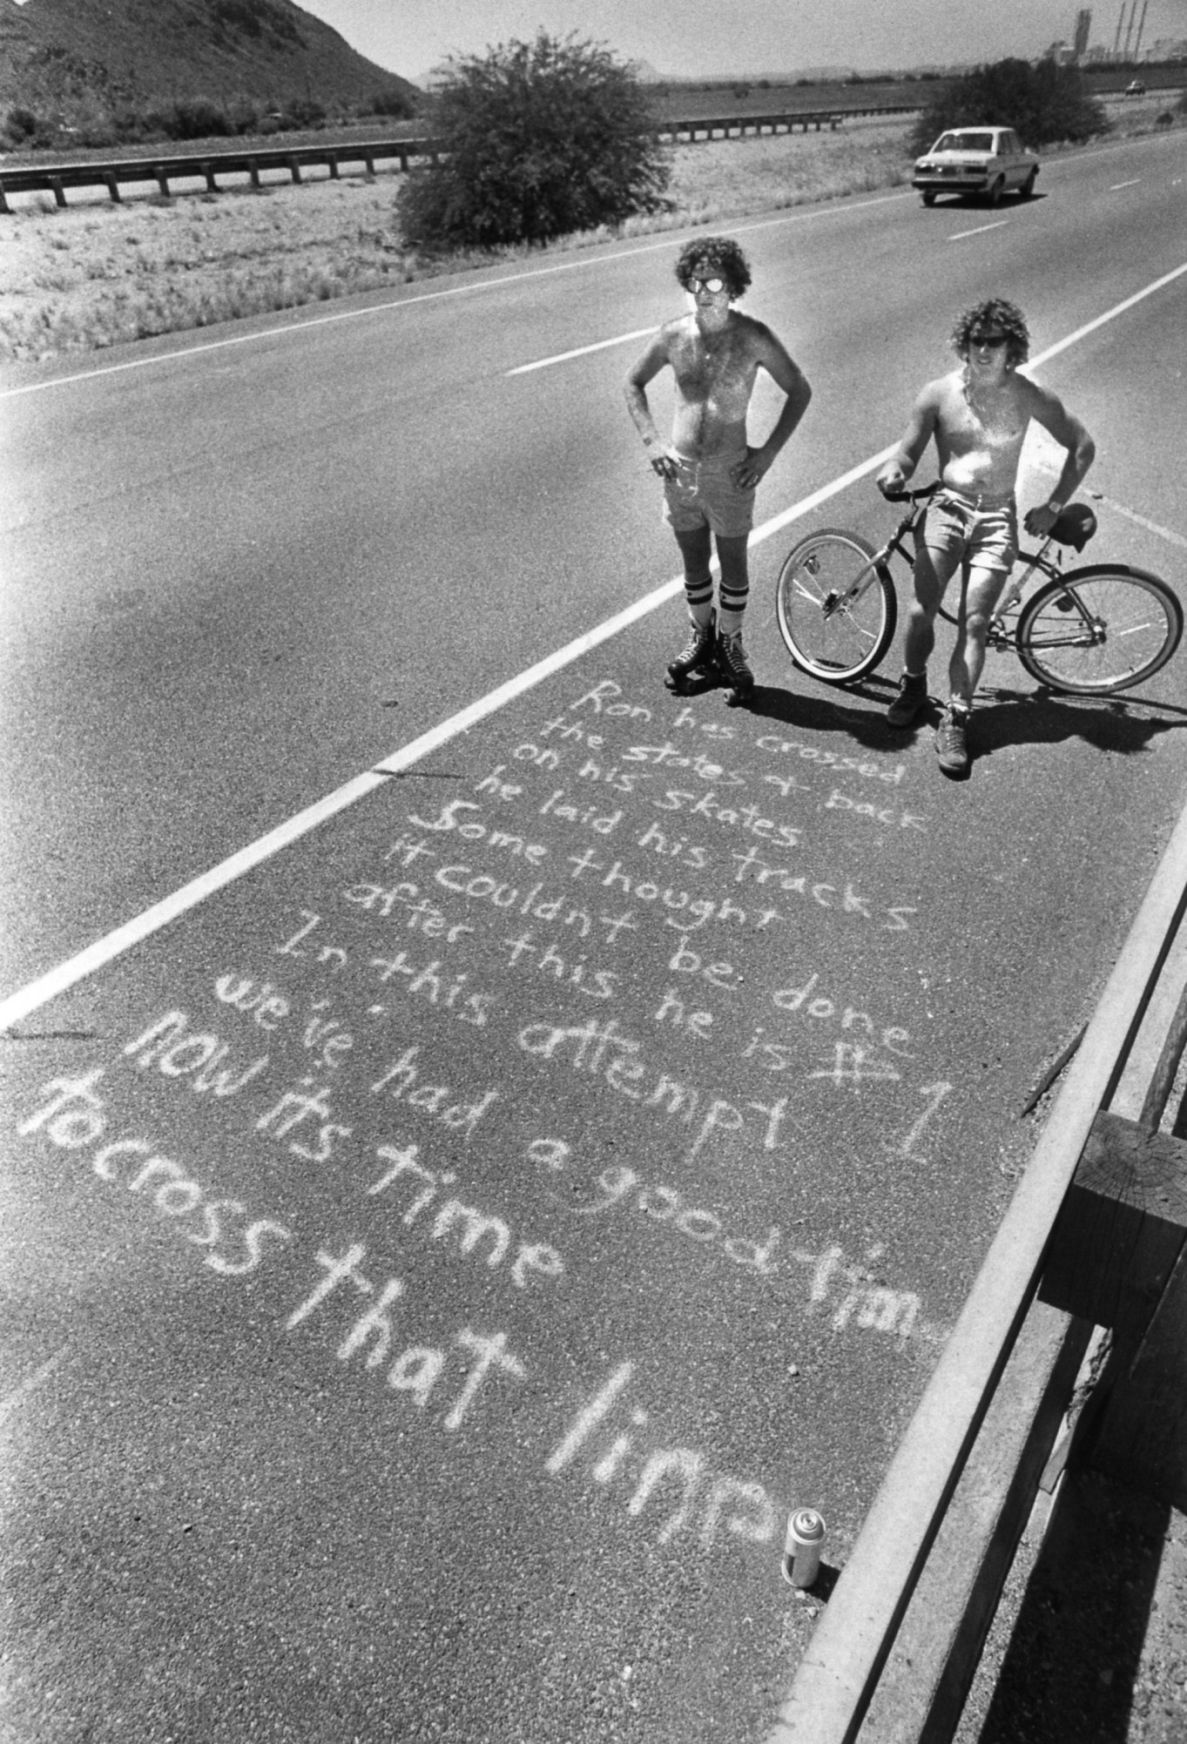 Ron has crossed
the states & back
on his skates
he laid his tracks
Some thought
it couldnt be done
after this he is # 1
In this attempt
we've had a good time
now it's time
to cross that line